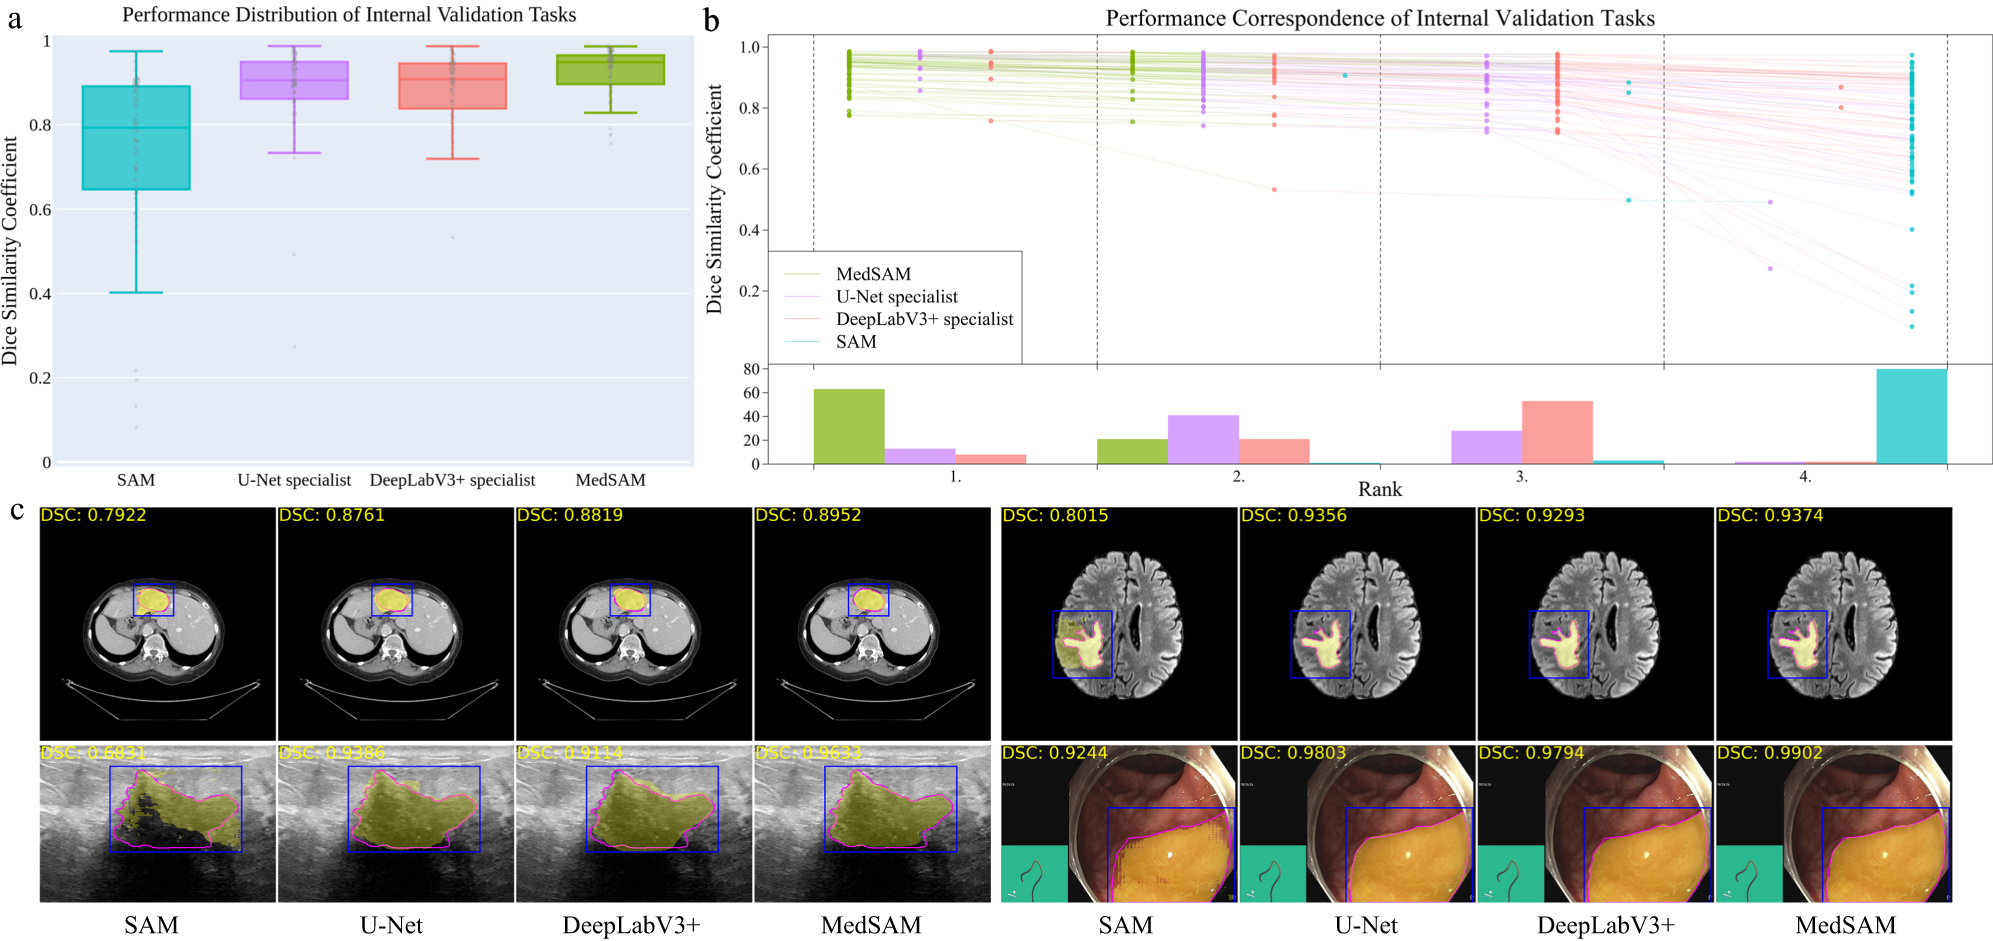 a
Performance Distribution of Internal Validation Tasks
Dice Similarity Coefficient
1
0.8
0.6
0.4
0.2
0
SAM
U-Net specialist
DeepLabV3+ specialist
MedSAM
b
Performance Correspondence of Internal Validation Tasks
Dice Similarity Coefficient
1.0
0.8
0.6
0.4
0.2
MedSAM
U-Net specialist
DeepLabV3+ specialist
SAM
80
60
40
20
0
1.
2.
3.
4.
Rank
c
DSC: 0.7922
DSC: 0.8761
DSC: 0.8819
DSC: 0.8952
DSC: 0.8015
DSC: 0.9356
DSC: 0.9293
DSC: 0.9374
DSC: 0.6831
DSC: 0.9386
DSC: 0.9114
DSC: 0.9633
DSC: 0.9244
DSC: 0.9803
DSC: 0.9794
DSC: 0.9902
SAM
U-Net
DeepLabV3+
MedSAM
SAM
U-Net
DeepLabV3+
MedSAM